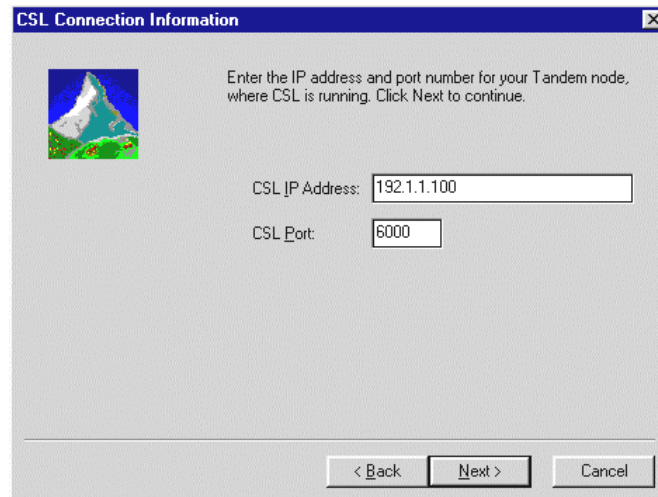 CSL Connection Information
Enter the IP address and port number for your Tandem node,
where CSL is running. Click Next to continue.
CSL IP Address: 192.1.1.100
CSL Port: 6000
< Back Next > Cancel